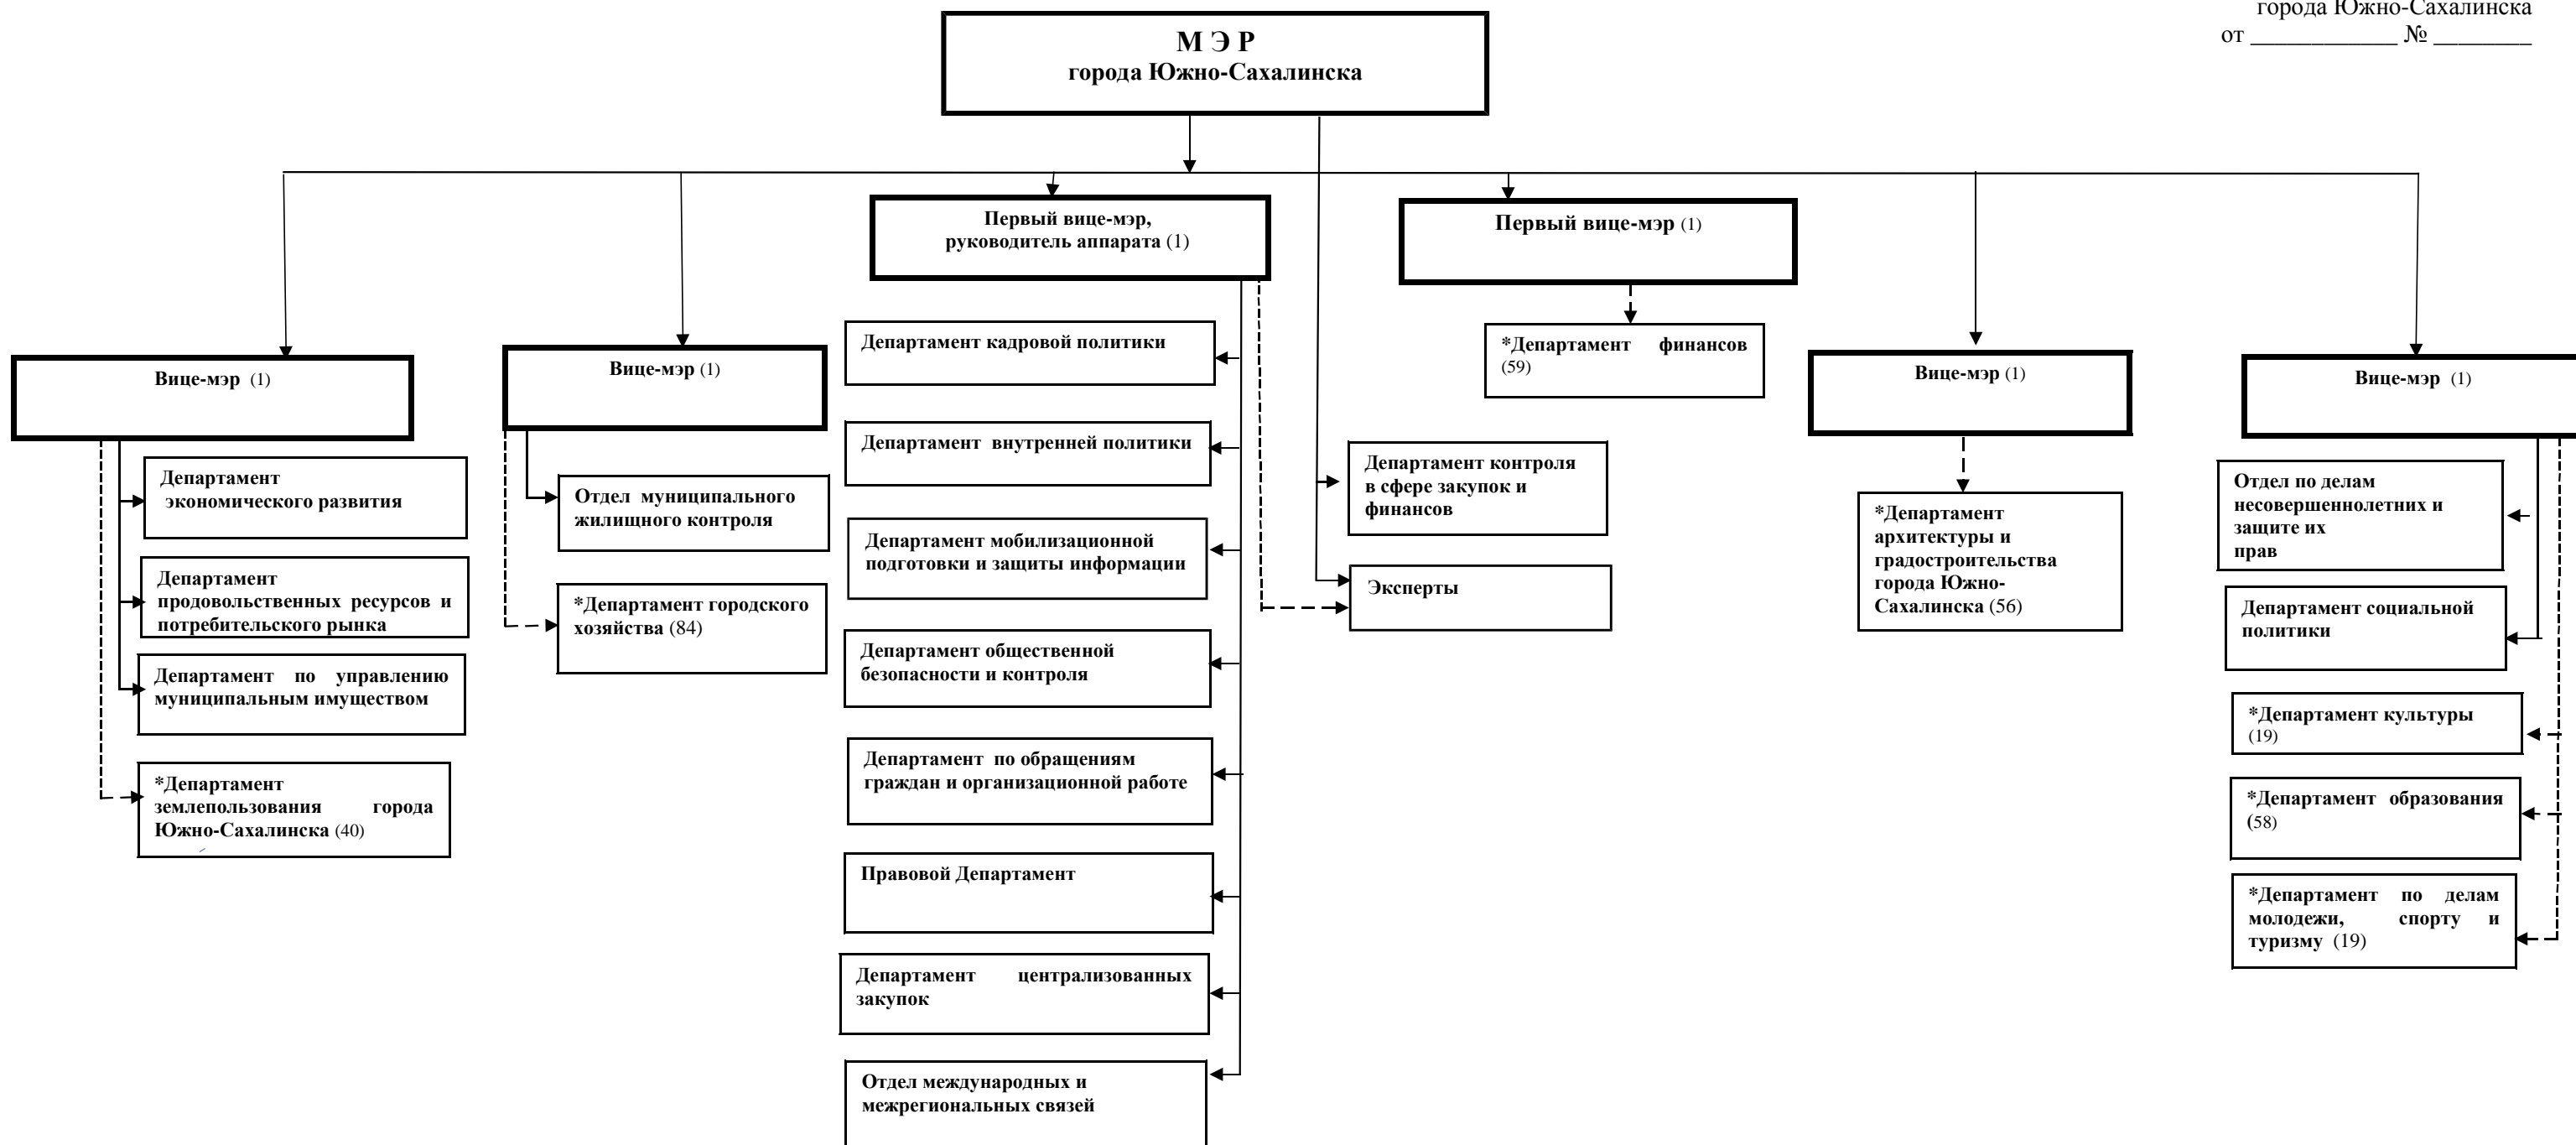 города Южно-Сахалинска
от ____________ № ________
М Э Р
города Южно-Сахалинска
Первый вице-мэр,
руководитель аппарата (1)
Первый вице-мэр (1)
Вице-мэр (1)
Вице-мэр (1)
Вице-мэр (1)
Вице-мэр (1)
Департамент
экономического развития
Департамент
продовольственных ресурсов и
потребительского рынка
Департамент по управлению
муниципальным имуществом
*Департамент
землепользования города
Южно-Сахалинска (40)
Отдел муниципального
жилищного контроля
*Департамент городского
хозяйства (84)
Департамент кадровой политики
Департамент внутренней политики
Департамент мобилизационной
подготовки и защиты информации
Департамент общественной
безопасности и контроля
Департамент по обращениям
граждан и организационной работе
Правовой Департамент
Департамент централизованных
закупок
Отдел международных и
межрегиональных связей
Департамент контроля
в сфере закупок и
финансов
Эксперты
*Департамент финансов
(59)
*Департамент
архитектуры и
градостроительства
города Южно-
Сахалинска (56)
Отдел по делам
несовершеннолетних и
защите их
прав
Департамент социальной
политики
*Департамент культуры
(19)
*Департамент образования
(58)
*Департамент по делам
молодежи, спорту и
туризму (19)